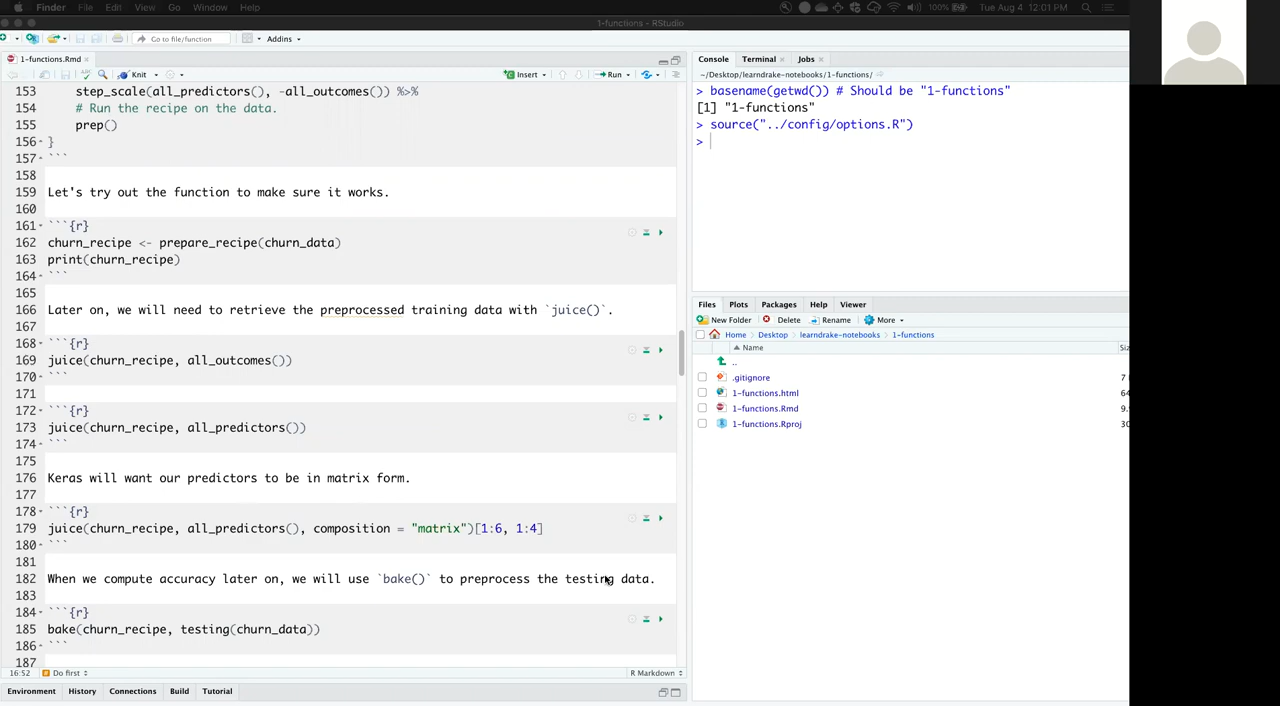 Finder File Edit View Go Window Help 100% Tue Aug 4 12:01 PM
1-functions - RStudio
Go to file/function Addins
1-functions.Rmd
Knit Insert Run
153 step_scale(all_predictors(), -all_outcomes()) %>%
154 # Run the recipe on the data.
155 prep()
156 }
157 ```
158
159 Let's try out the function to make sure it works.
160
161 ```{r}
162 churn_recipe <- prepare_recipe(churn_data)
163 print(churn_recipe)
164 ```
165
166 Later on, we will need to retrieve the preprocessed training data with `juice()`.
167
168 ```{r}
169 juice(churn_recipe, all_outcomes())
170 ```
171
172 ```{r}
173 juice(churn_recipe, all_predictors())
174 ```
175
176 Keras will want our predictors to be in matrix form.
177
178 ```{r}
179 juice(churn_recipe, all_predictors(), composition = "matrix")[1:6, 1:4]
180 ```
181
182 When we compute accuracy later on, we will use `bake()` to preprocess the testing data.
183
184 ```{r}
185 bake(churn_recipe, testing(churn_data))
186 ```
187
16:52 Do first R Markdown
Environment History Connections Build Tutorial
Console Terminal Jobs
~/Desktop/learndrake-notebooks/1-functions/
> basename(getwd()) # Should be "1-functions"
[1] "1-functions"
> source("../config/options.R")
>
Files Plots Packages Help Viewer
New Folder Delete Rename More
Home Desktop learndrake-notebooks 1-functions
Name Siz
..
.gitignore 7
1-functions.html 64
1-functions.Rmd 9.
1-functions.Rproj 30